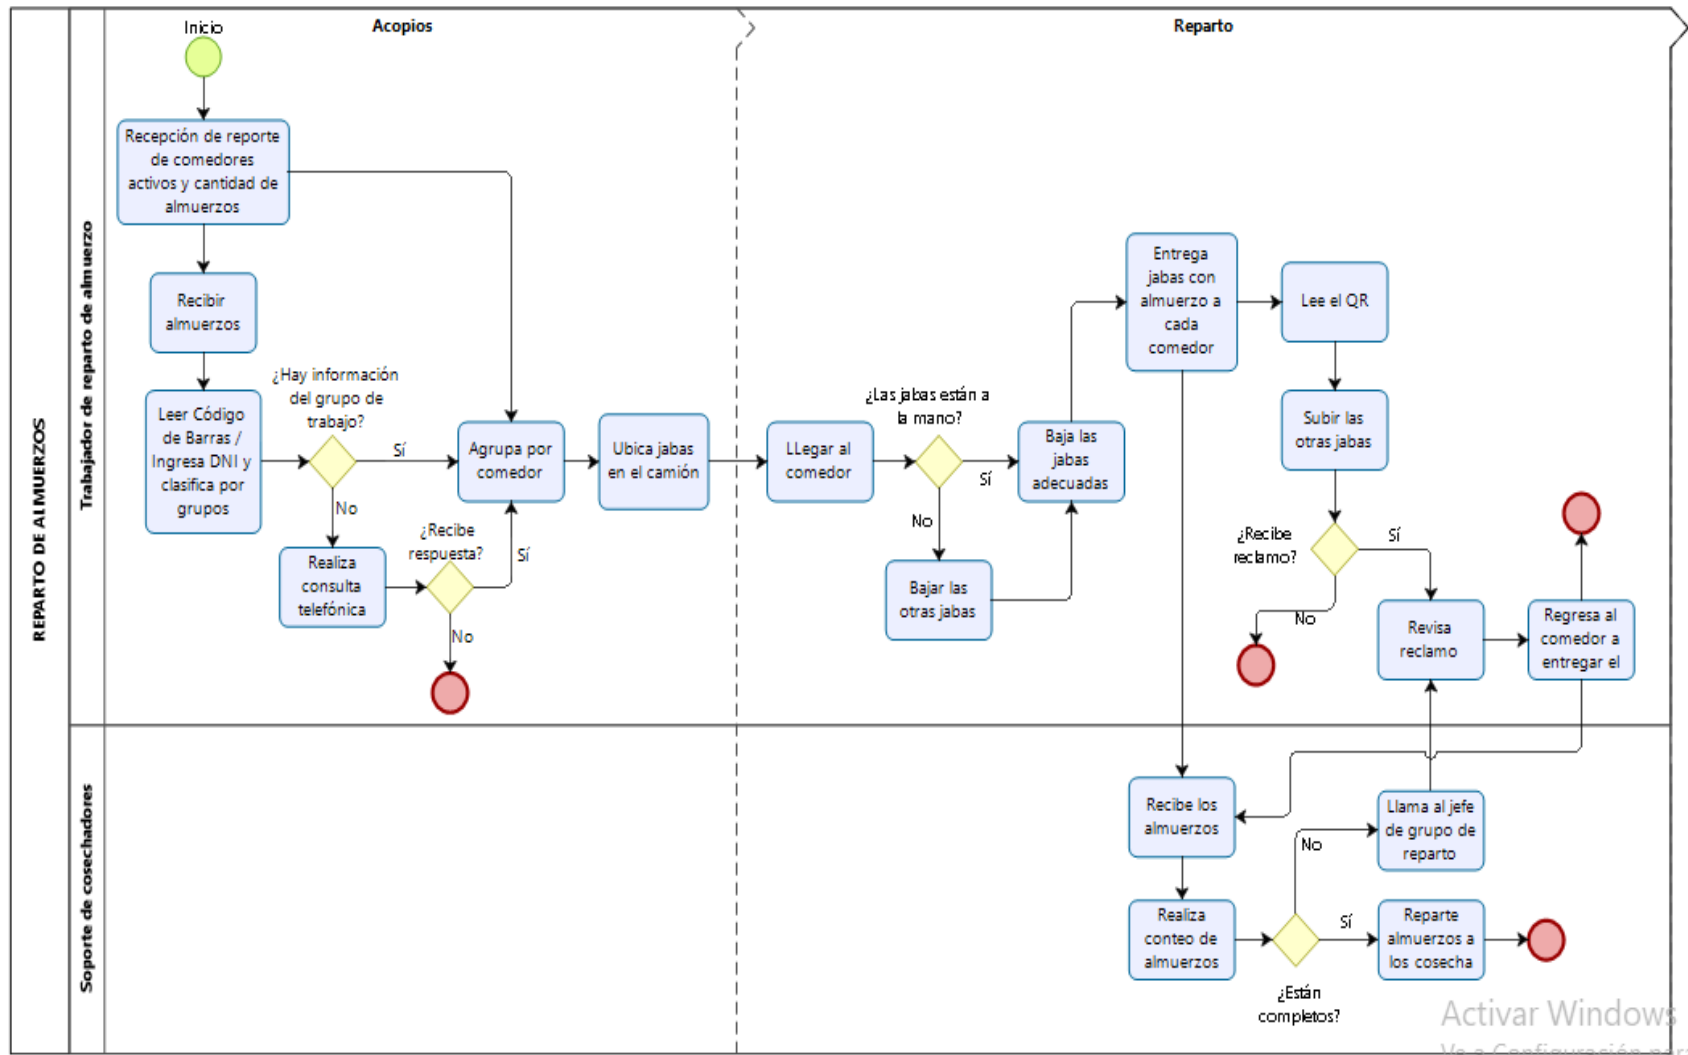 Inicio
Acopios
Reparto
REPARTO DE ALMUERZOS
Trabajador de reparto de almuerzo
Recepción de reporte
de comedores
activos y cantidad de
almuerzos
Recibir
almuerzos
Leer Código
de Barras /
Ingresa DNI y
clasifica por
grupos
¿Hay información
del grupo de
trabajo?
Sí
No
Realiza
consulta
telefónica
¿Recibe
respuesta?
Sí
No
Agrupa por
comedor
Ubica jabas
en el camión
LLegar al
comedor
¿Las jabas están a
la mano?
Sí
No
Bajar las
otras jabas
Baja las
jabas
adecuadas
Entrega
jabas con
almuerzo a
cada
comedor
Lee el QR
Subir las
otras jabas
¿Recibe
reclamo?
Sí
No
Revisa
reclamo
Regresa al
comedor a
entregar el
Soporte de cosechadores
Recibe los
almuerzos
Realiza
conteo de
almuerzos
¿Están
completos?
No
Sí
Llama al jefe
de grupo de
reparto
Reparte
almuerzos a
los cosecha
Activar Windows